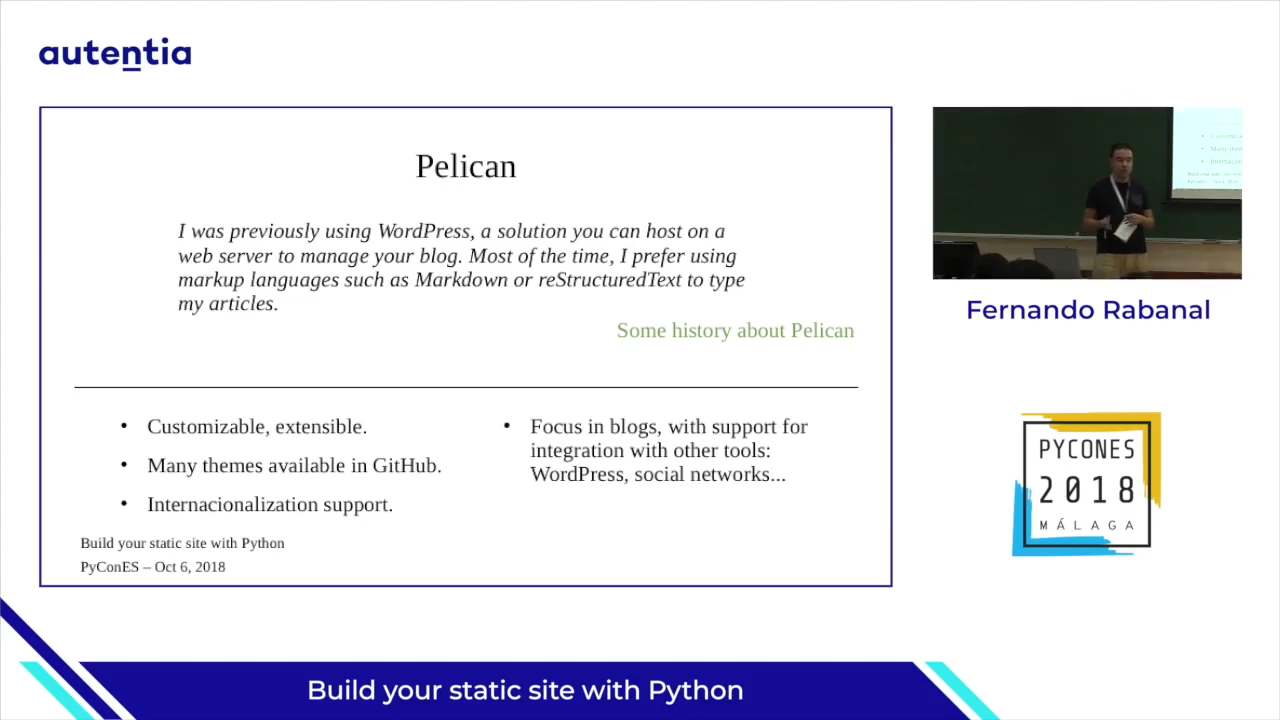 autentia
Pelican
I was previously using WordPress, a solution you can host on a
web server to manage your blog. Most of the time, I prefer using
markup languages such as Markdown or reStructuredText to type
my articles.
Some history about Pelican
• Customizable, extensible.
• Many themes available in GitHub.
• Internacionalization support.
• Focus in blogs, with support for
integration with other tools:
WordPress, social networks...
Build your static site with Python
PyConES – Oct 6, 2018
Fernando Rabanal
PYCONES
2018
MÁLAGA
Build your static site with Python